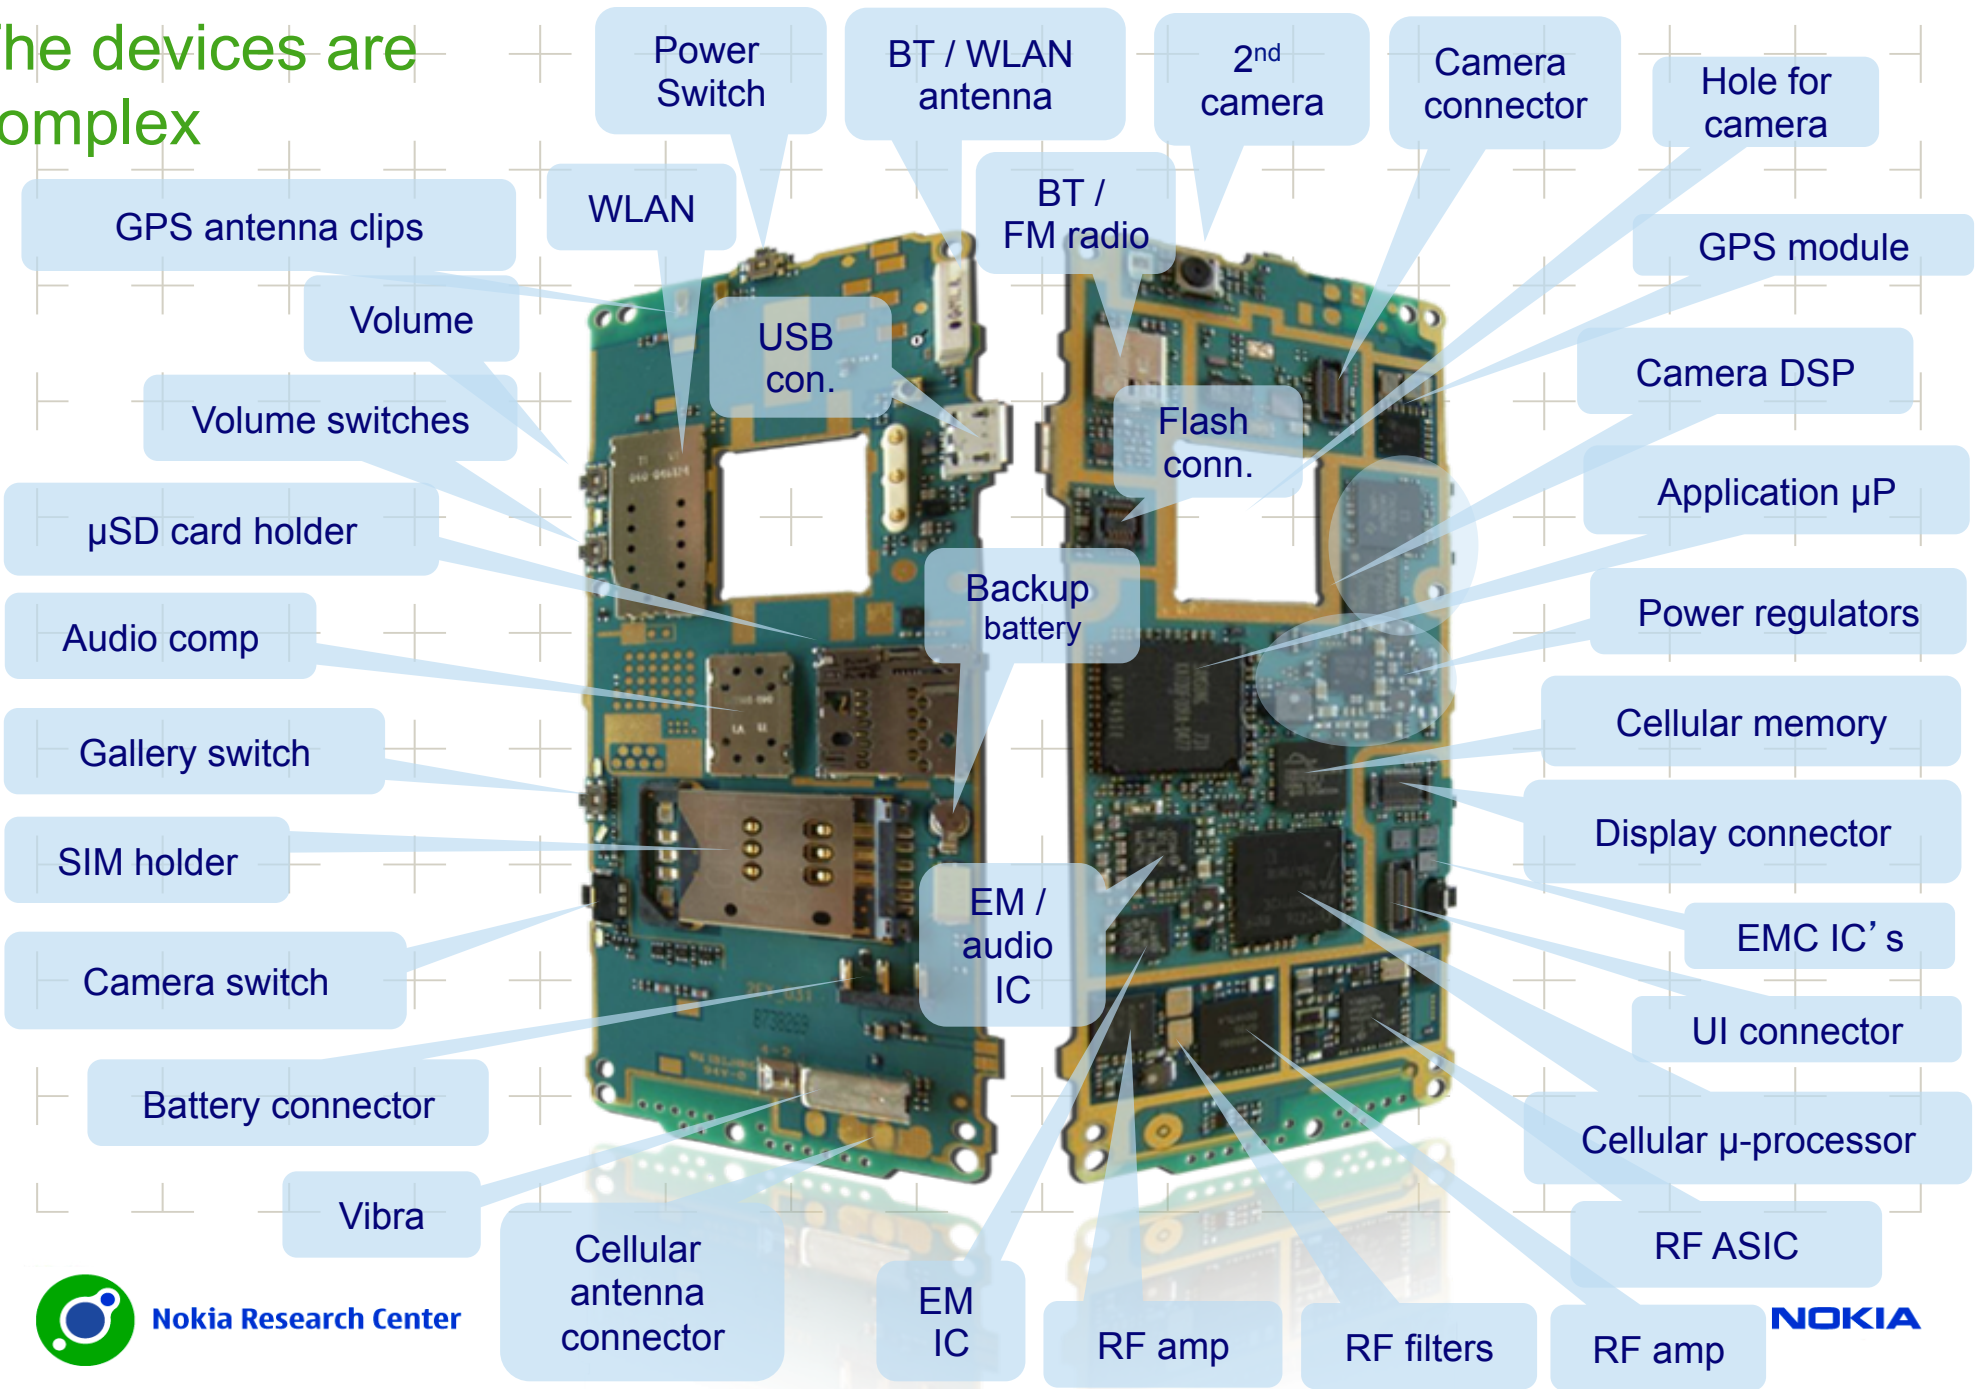 he devices are
omplex
Power
Switch
BT / WLAN
antenna
2nd
camera
Camera
connector
Hole for
camera
GPS antenna clips
WLAN
BT /
FM radio
GPS module
Volume
USB
con.
Camera DSP
Volume switches
Flash
conn.
Application µP
µSD card holder
Backup
battery
Power regulators
Audio comp
Cellular memory
Gallery switch
Display connector
SIM holder
EM /
audio
IC
EMC IC’s
Camera switch
UI connector
Battery connector
Cellular µ-processor
Vibra
RF ASIC
Cellular
antenna
connector
EM
IC
RF amp
RF filters
RF amp
Nokia Research Center
NOKIA
8738269
94V-0